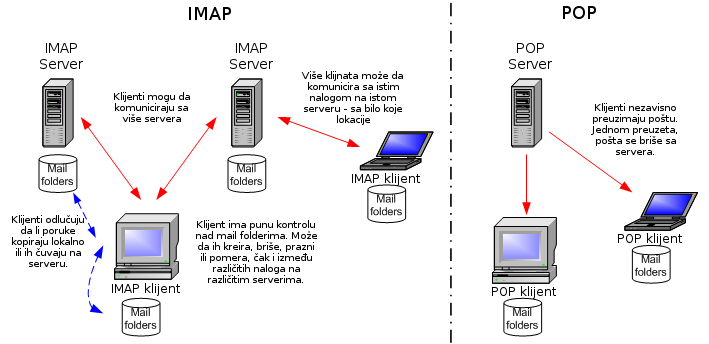 IMAP
POP
IMAP
Server
IMAP
Server
POP
Server
Klijenti mogu da
komuniciraju sa
više servera
Više klijnata može da
komunicira sa istim
nalogom na istom
serveru - sa bilo koje
lokacije
Klijenti nezavisno
preuzimaju poštu.
Jednom preuzeta,
pošta se briše sa
servera.
Mail
folders
Mail
folders
IMAP klijent
Mail
folders
Klijenti odlučuju
da li poruke
kopiraju lokalno
ili ih čuvaju na
serveru.
Klijent ima punu kontrolu
nad mail folderima. Može
da ih kreira, briše, prazni
ili pomera, čak i između
različitih naloga na
različitim serverima.
IMAP klijent
Mail
folders
POP klijent
Mail
folders
POP klijent
Mail
folders